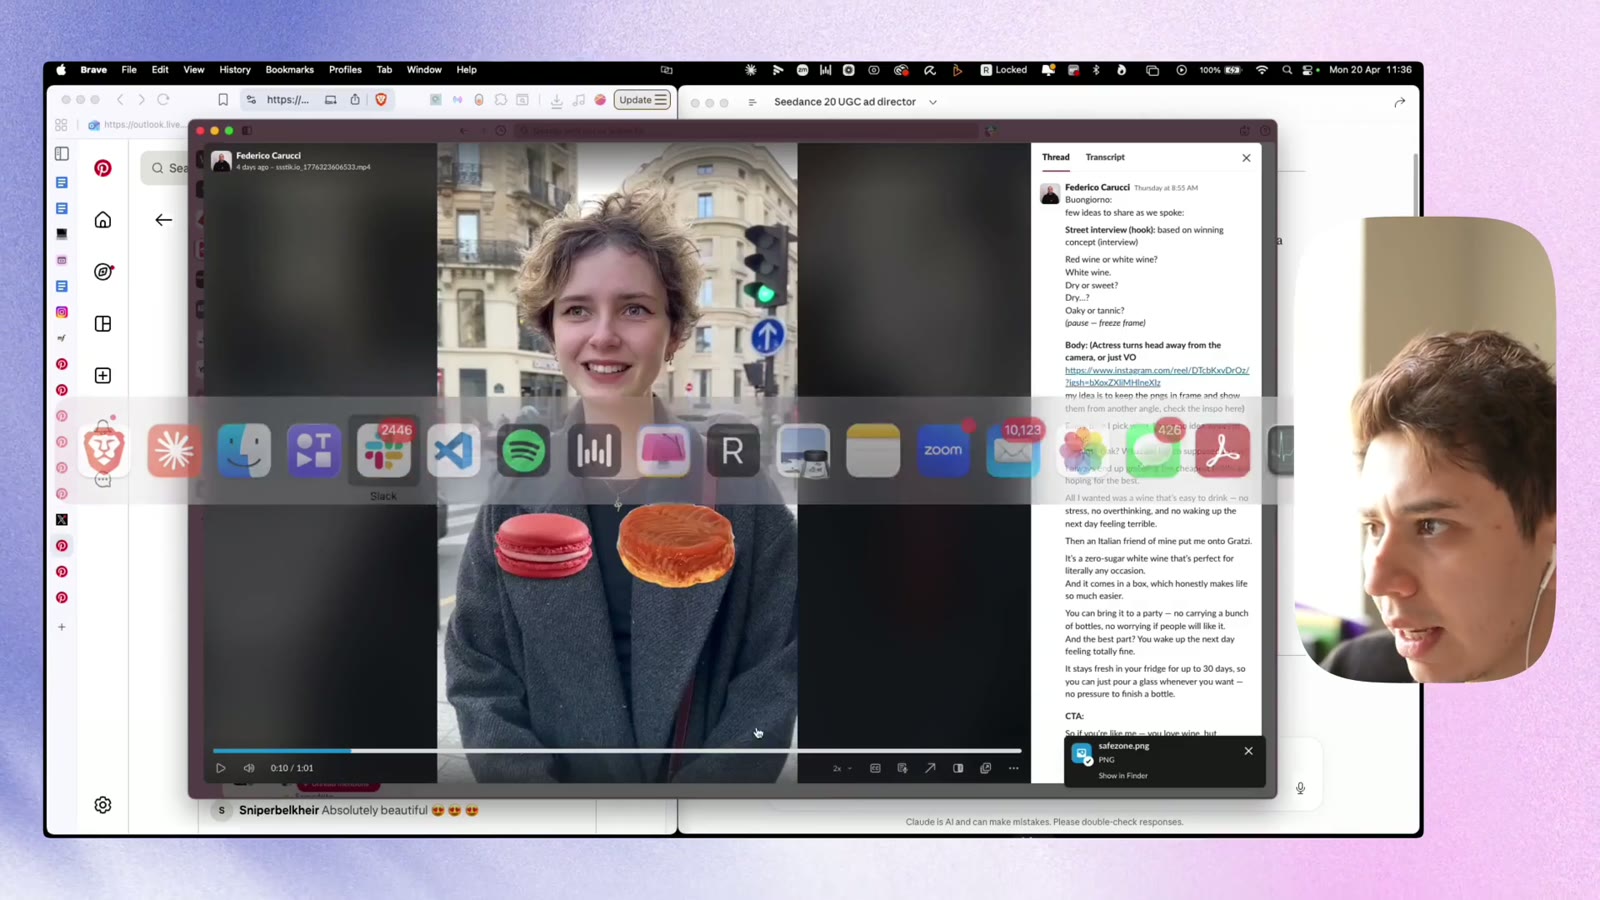 Brave File Edit View History Bookmarks Profiles Tab Window Help
R Locked
100%
Mon 20 Apr 11:36
https://...
Update
Seedance 20 UGC ad director
https://outlook.live...
Sea
Federico Carucci
4 days ago – ssstik.io_1776323606533.mp4
Thread
Transcript
Federico Carucci Thursday at 8:55 AM
Buongiorno:
few ideas to share as we spoke:
Street interview (hook): based on winning
concept (interview)
Red wine or white wine?
White wine.
Dry or sweet?
Dry...?
Oaky or tannic?
(pause — freeze frame)
Body: (Actress turns head away from the
camera, or just VO
https://www.instagram.com/reel/DTcbKxvDrOz/
?igsh=bXoxZXliMHlneXlz
my idea is to keep the pngs in frame and show
them from another angle, check the inspo here)
2446
Slack
R
zoom
10,123
426
hoping for the best.
All I wanted was a wine that's easy to drink — no
stress, no overthinking, and no waking up the
next day feeling terrible.
Then an Italian friend of mine put me onto Gratzi.
It's a zero-sugar white wine that's perfect for
literally any occasion.
And it comes in a box, which honestly makes life
so much easier.
You can bring it to a party — no carrying a bunch
of bottles, no worrying if people will like it.
And the best part? You wake up the next day
feeling totally fine.
It stays fresh in your fridge for up to 30 days, so
you can just pour a glass whenever you want —
no pressure to finish a bottle.
CTA:
So if you're like me — you love wine, but
safezone.png
PNG
Show in Finder
0:10 / 1:01
2x
S
Sniperbelkheir Absolutely beautiful 😍 😍 😍
Claude is AI and can make mistakes. Please double-check responses.